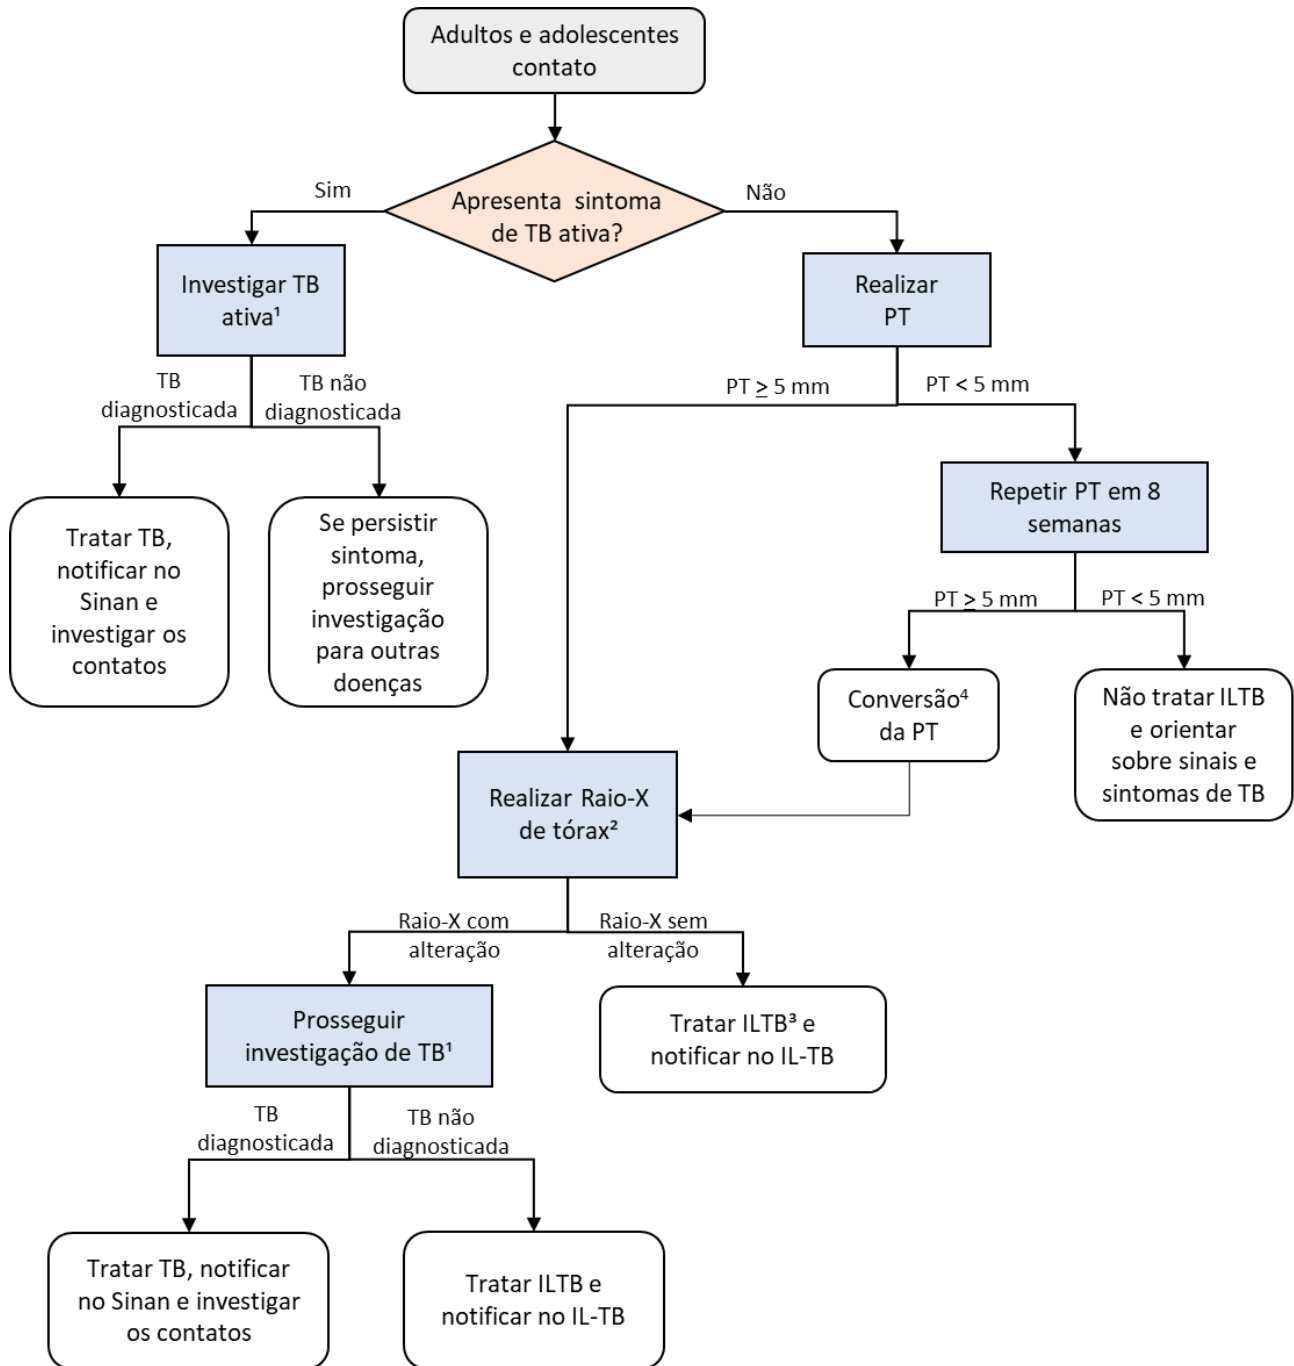 Adultos e adolescentes
contato
Apresenta sintoma
de TB ativa?
Sim
Não
Investigar TB
ativa¹
Realizar
PT
TB
diagnosticada
TB não
diagnosticada
PT ≥ 5 mm
PT < 5 mm
Tratar TB,
notificar no
Sinan e
investigar os
contatos
Se persistir
sintoma,
prosseguir
investigação
para outras
doenças
Repetir PT em 8
semanas
PT ≥ 5 mm
PT < 5 mm
Conversão⁴
da PT
Não tratar ILTB
e orientar
sobre sinais e
sintomas de TB
Realizar Raio-X
de tórax²
Raio-X com
alteração
Raio-X sem
alteração
Prosseguir
investigação de TB¹
Tratar ILTB³ e
notificar no IL-TB
TB
diagnosticada
TB não
diagnosticada
Tratar TB, notificar
no Sinan e investigar
os contatos
Tratar ILTB e
notificar no IL-TB